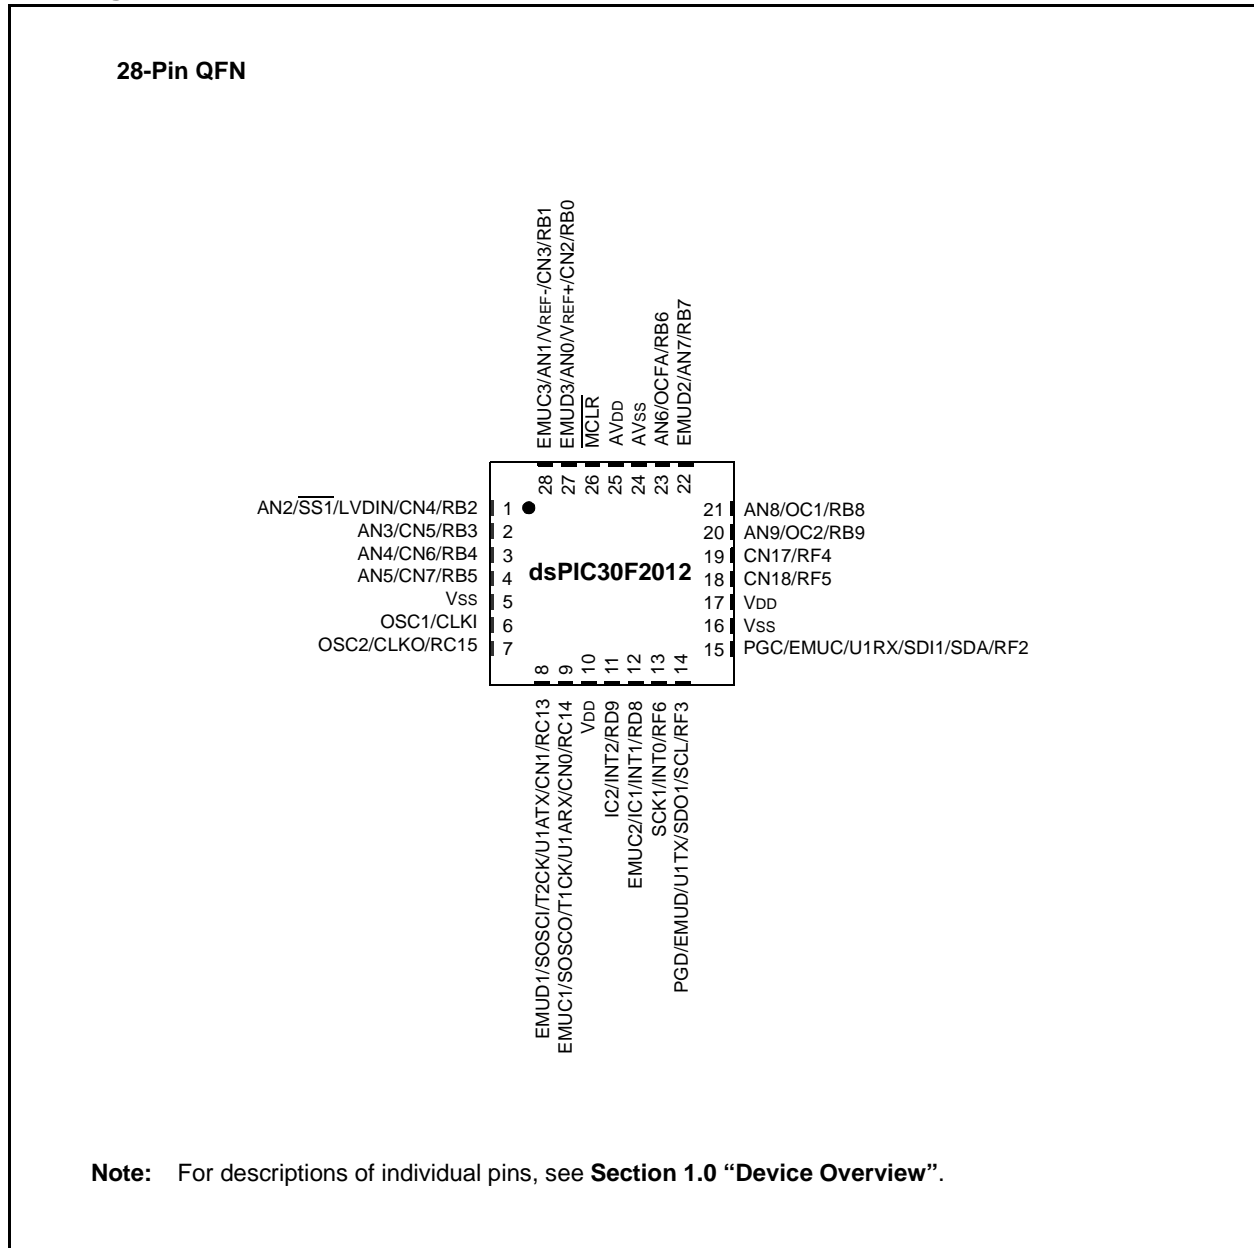 28-Pin QFN
EMUC3/AN1/VREF-/CN3/RB1
EMUD3/AN0/VREF+/CN2/RB0
MCLR
AVDD
AVSS
AN6/OCFA/RB6
EMUD2/AN7/RB7
28 27 26 25 24 23 22
AN2/SS1/LVDIN/CN4/RB2 1
AN3/CN5/RB3 2
AN4/CN6/RB4 3
AN5/CN7/RB5 4
VSS 5
OSC1/CLKI 6
OSC2/CLKO/RC15 7
dsPIC30F2012
21 AN8/OC1/RB8
20 AN9/OC2/RB9
19 CN17/RF4
18 CN18/RF5
17 VDD
16 VSS
15 PGC/EMUC/U1RX/SDI1/SDA/RF2
8 9 10 11 12 13 14
EMUD1/SOSCI/T2CK/U1ATX/CN1/RC13
EMUC1/SOSCO/T1CK/U1ARX/CN0/RC14
VDD
IC2/INT2/RD9
EMUC2/IC1/INT1/RD8
SCK1/INT0/RF6
PGD/EMUD/U1TX/SDO1/SCL/RF3
Note: For descriptions of individual pins, see Section 1.0 “Device Overview”.